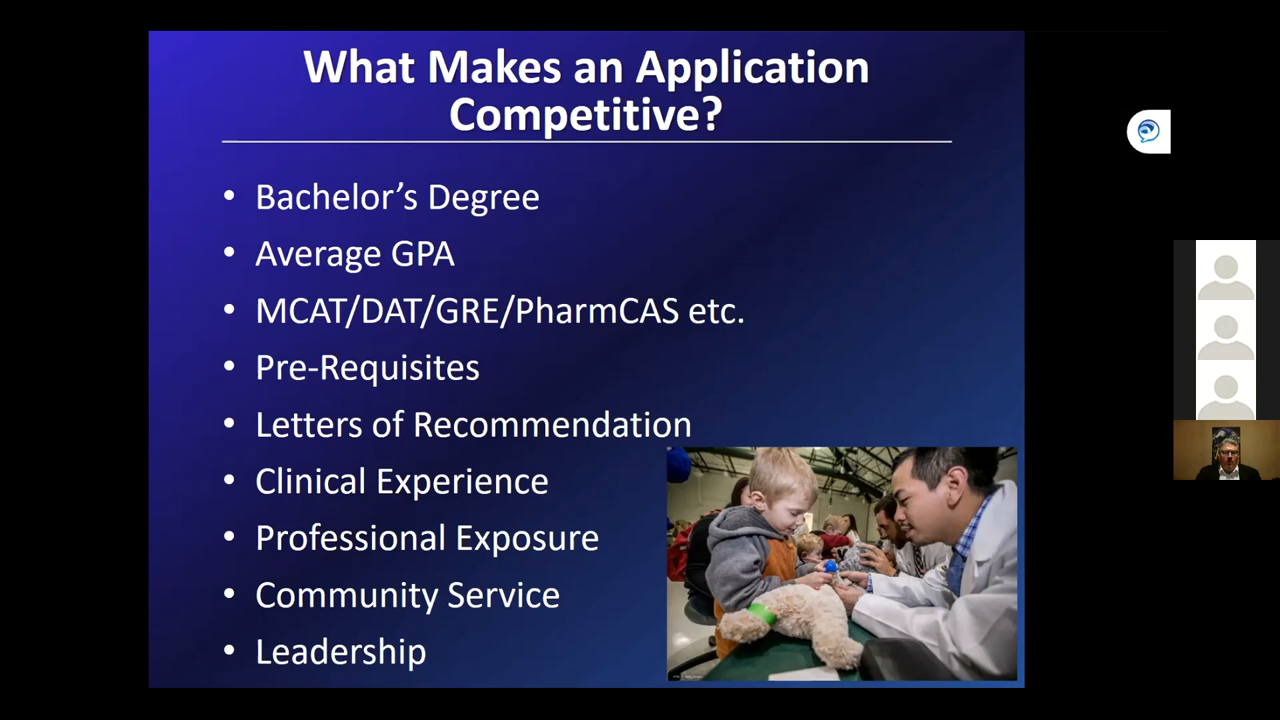 What Makes an Application
Competitive?
• Bachelor’s Degree
• Average GPA
• MCAT/DAT/GRE/PharmCAS etc.
• Pre-Requisites
• Letters of Recommendation
• Clinical Experience
• Professional Exposure
• Community Service
• Leadership